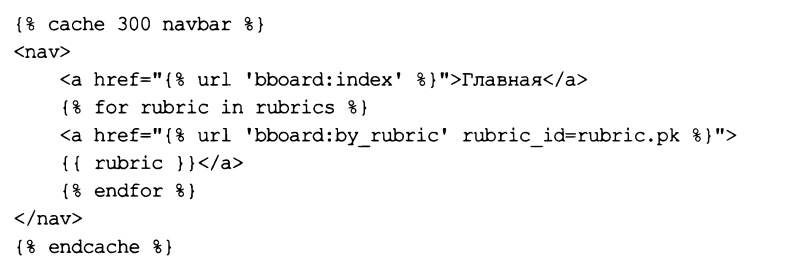 {% cache 300 navbar %}
<nav>
    <a href="{% url 'bboard:index' %}">Главная</a>
    {% for rubric in rubrics %}
    <a href="{% url 'bboard:by_rubric' rubric_id=rubric.pk %}">
    {{ rubric }}</a>
    {% endfor %}
</nav>
{% endcache %}